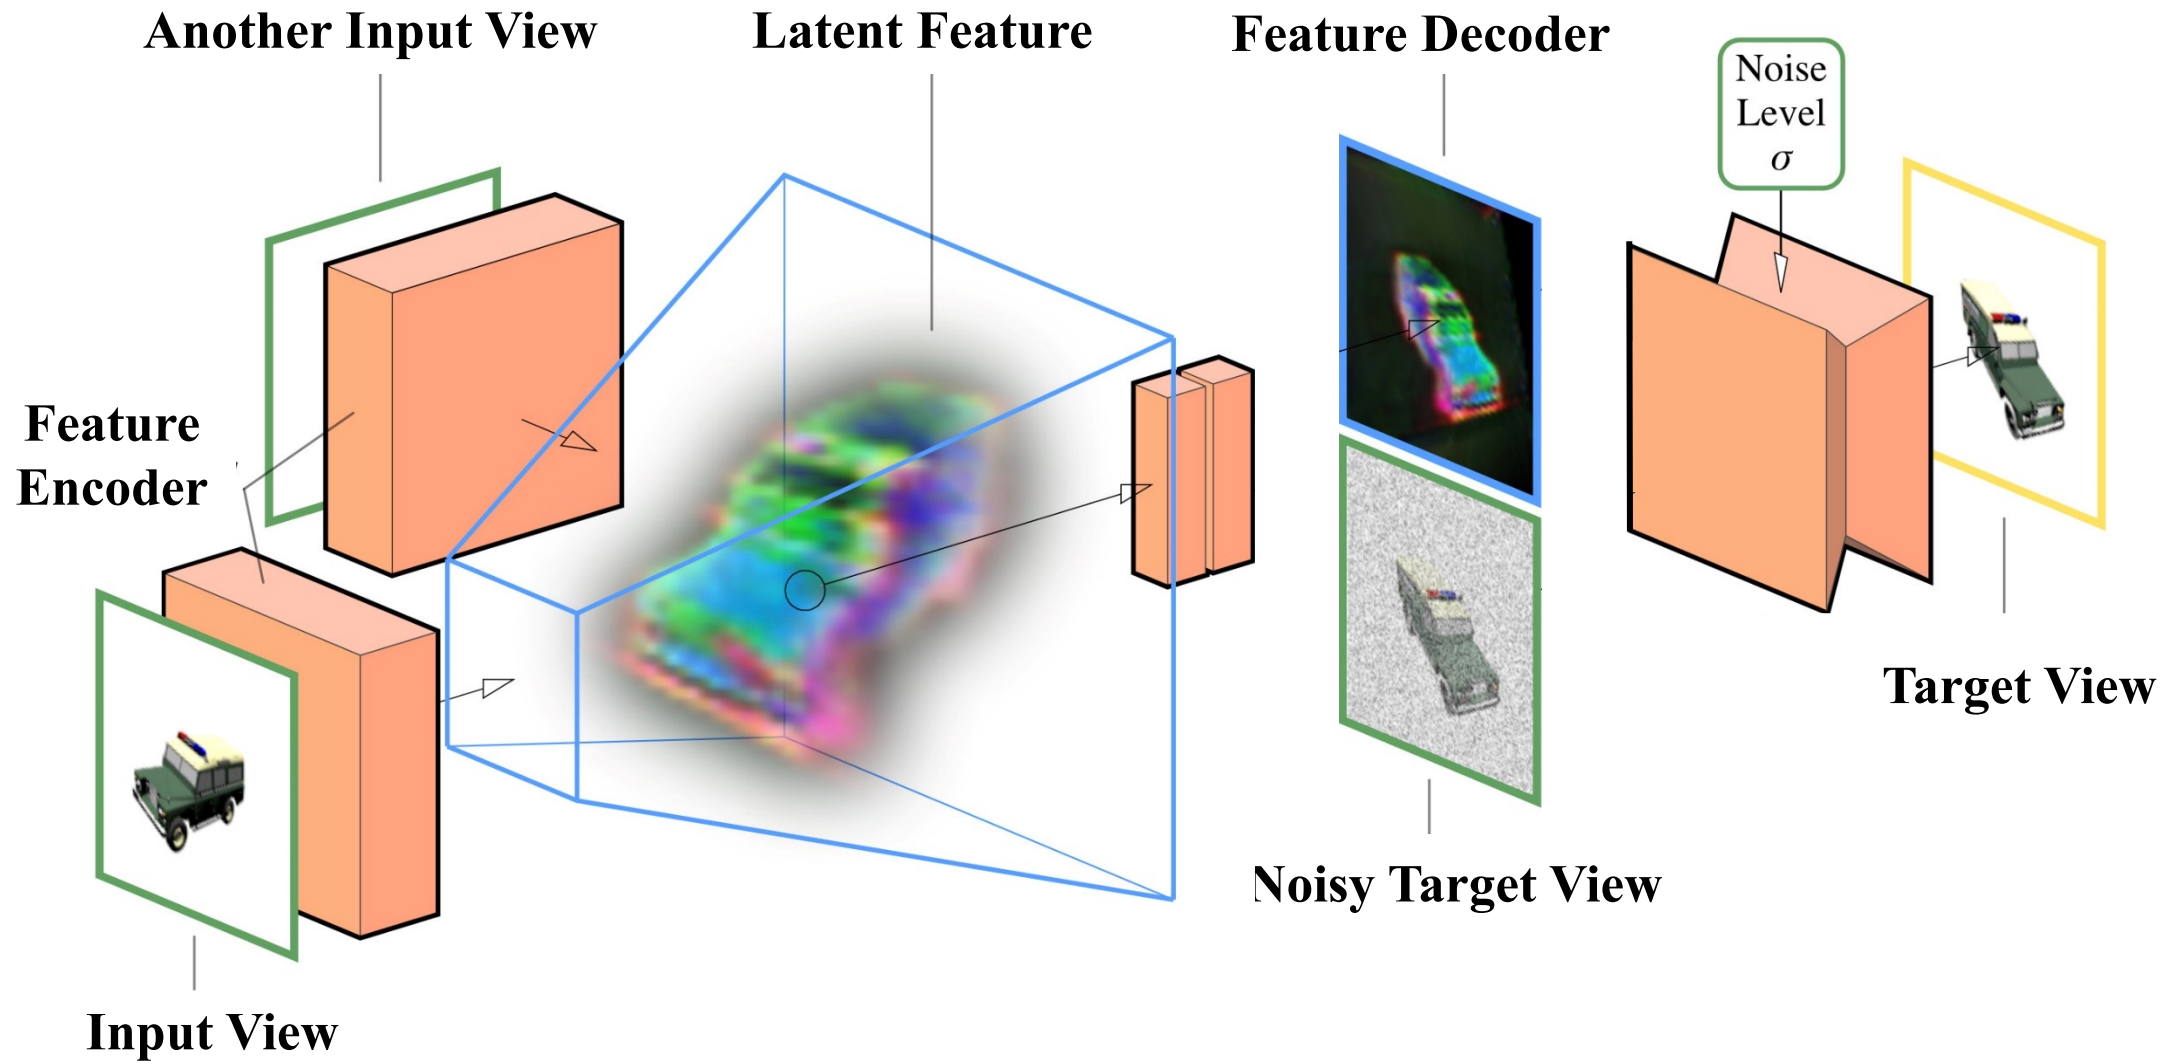 Another Input View
Latent Feature
Feature Decoder
Noise
Level
σ
Feature
Encoder
Target View
Noisy Target View
Input View